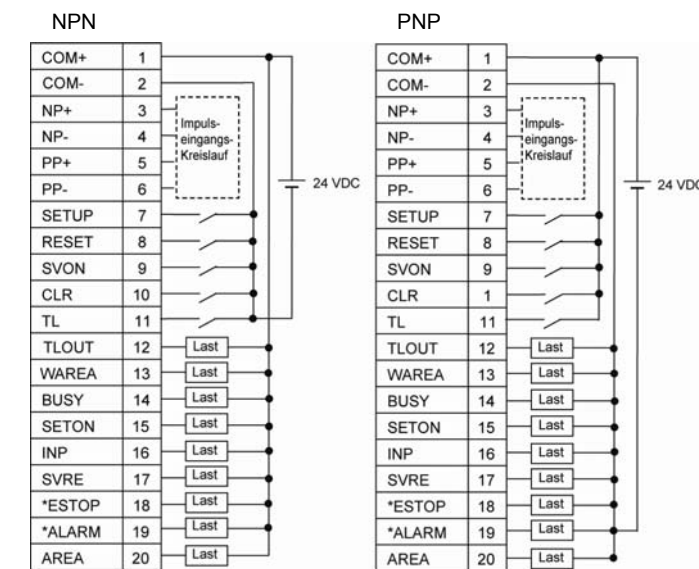 NPN
COM+ 1
COM- 2
NP+ 3
NP- 4
PP+ 5
PP- 6
SETUP 7
RESET 8
SVON 9
CLR 10
TL 11
TLOUT 12 Last
WAREA 13 Last
BUSY 14 Last
SETON 15 Last
INP 16 Last
SVRE 17 Last
*ESTOP 18 Last
*ALARM 19 Last
AREA 20 Last
Impuls-
eingangs-
Kreislauf
24 VDC
PNP
COM+ 1
COM- 2
NP+ 3
NP- 4
PP+ 5
PP- 6
SETUP 7
RESET 8
SVON 9
CLR 1
TL 11
TLOUT 12 Last
WAREA 13 Last
BUSY 14 Last
SETON 15 Last
INP 16 Last
SVRE 17 Last
*ESTOP 18 Last
*ALARM 19 Last
AREA 20 Last
Impuls-
eingangs-
Kreislauf
24 VDC